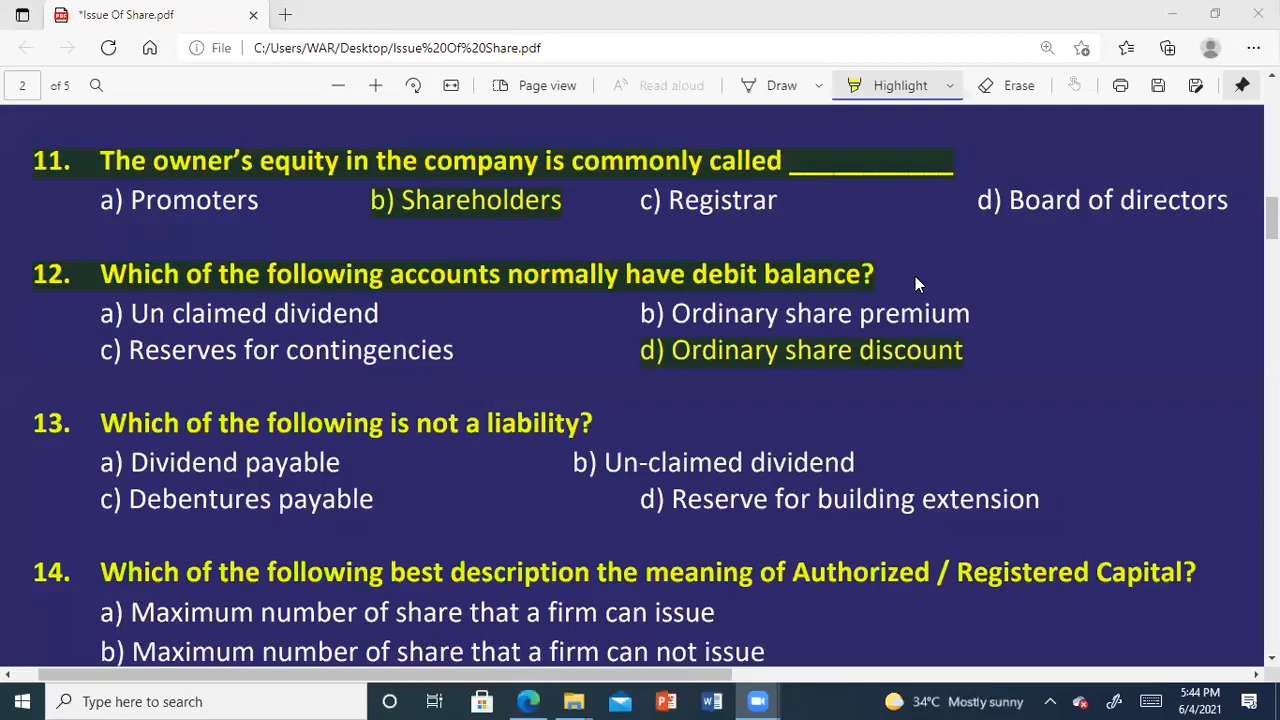 *Issue Of Share.pdf
File C:/Users/WAR/Desktop/Issue%20Of%20Share.pdf
2 of 5 Page view Read aloud Draw Highlight Erase
11. The owner's equity in the company is commonly called ___________
a) Promoters b) Shareholders c) Registrar d) Board of directors
12. Which of the following accounts normally have debit balance?
a) Un claimed dividend b) Ordinary share premium
c) Reserves for contingencies d) Ordinary share discount
13. Which of the following is not a liability?
a) Dividend payable b) Un-claimed dividend
c) Debentures payable d) Reserve for building extension
14. Which of the following best description the meaning of Authorized / Registered Capital?
a) Maximum number of share that a firm can issue
b) Maximum number of share that a firm can not issue
Type here to search 34°C Mostly sunny 5:44 PM
6/4/2021